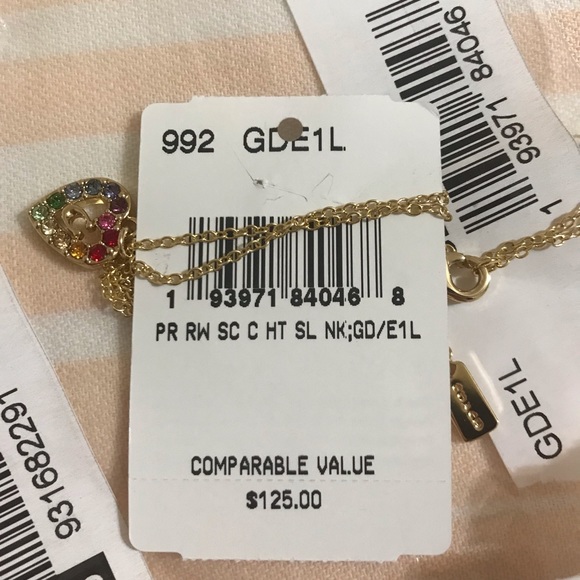 992 GDE1L
1 93971 84046 8
PR RW SC C HT SL NK;GD/E1L
COMPARABLE VALUE
$125.00
1 93971 84046
GDE1L
931682291